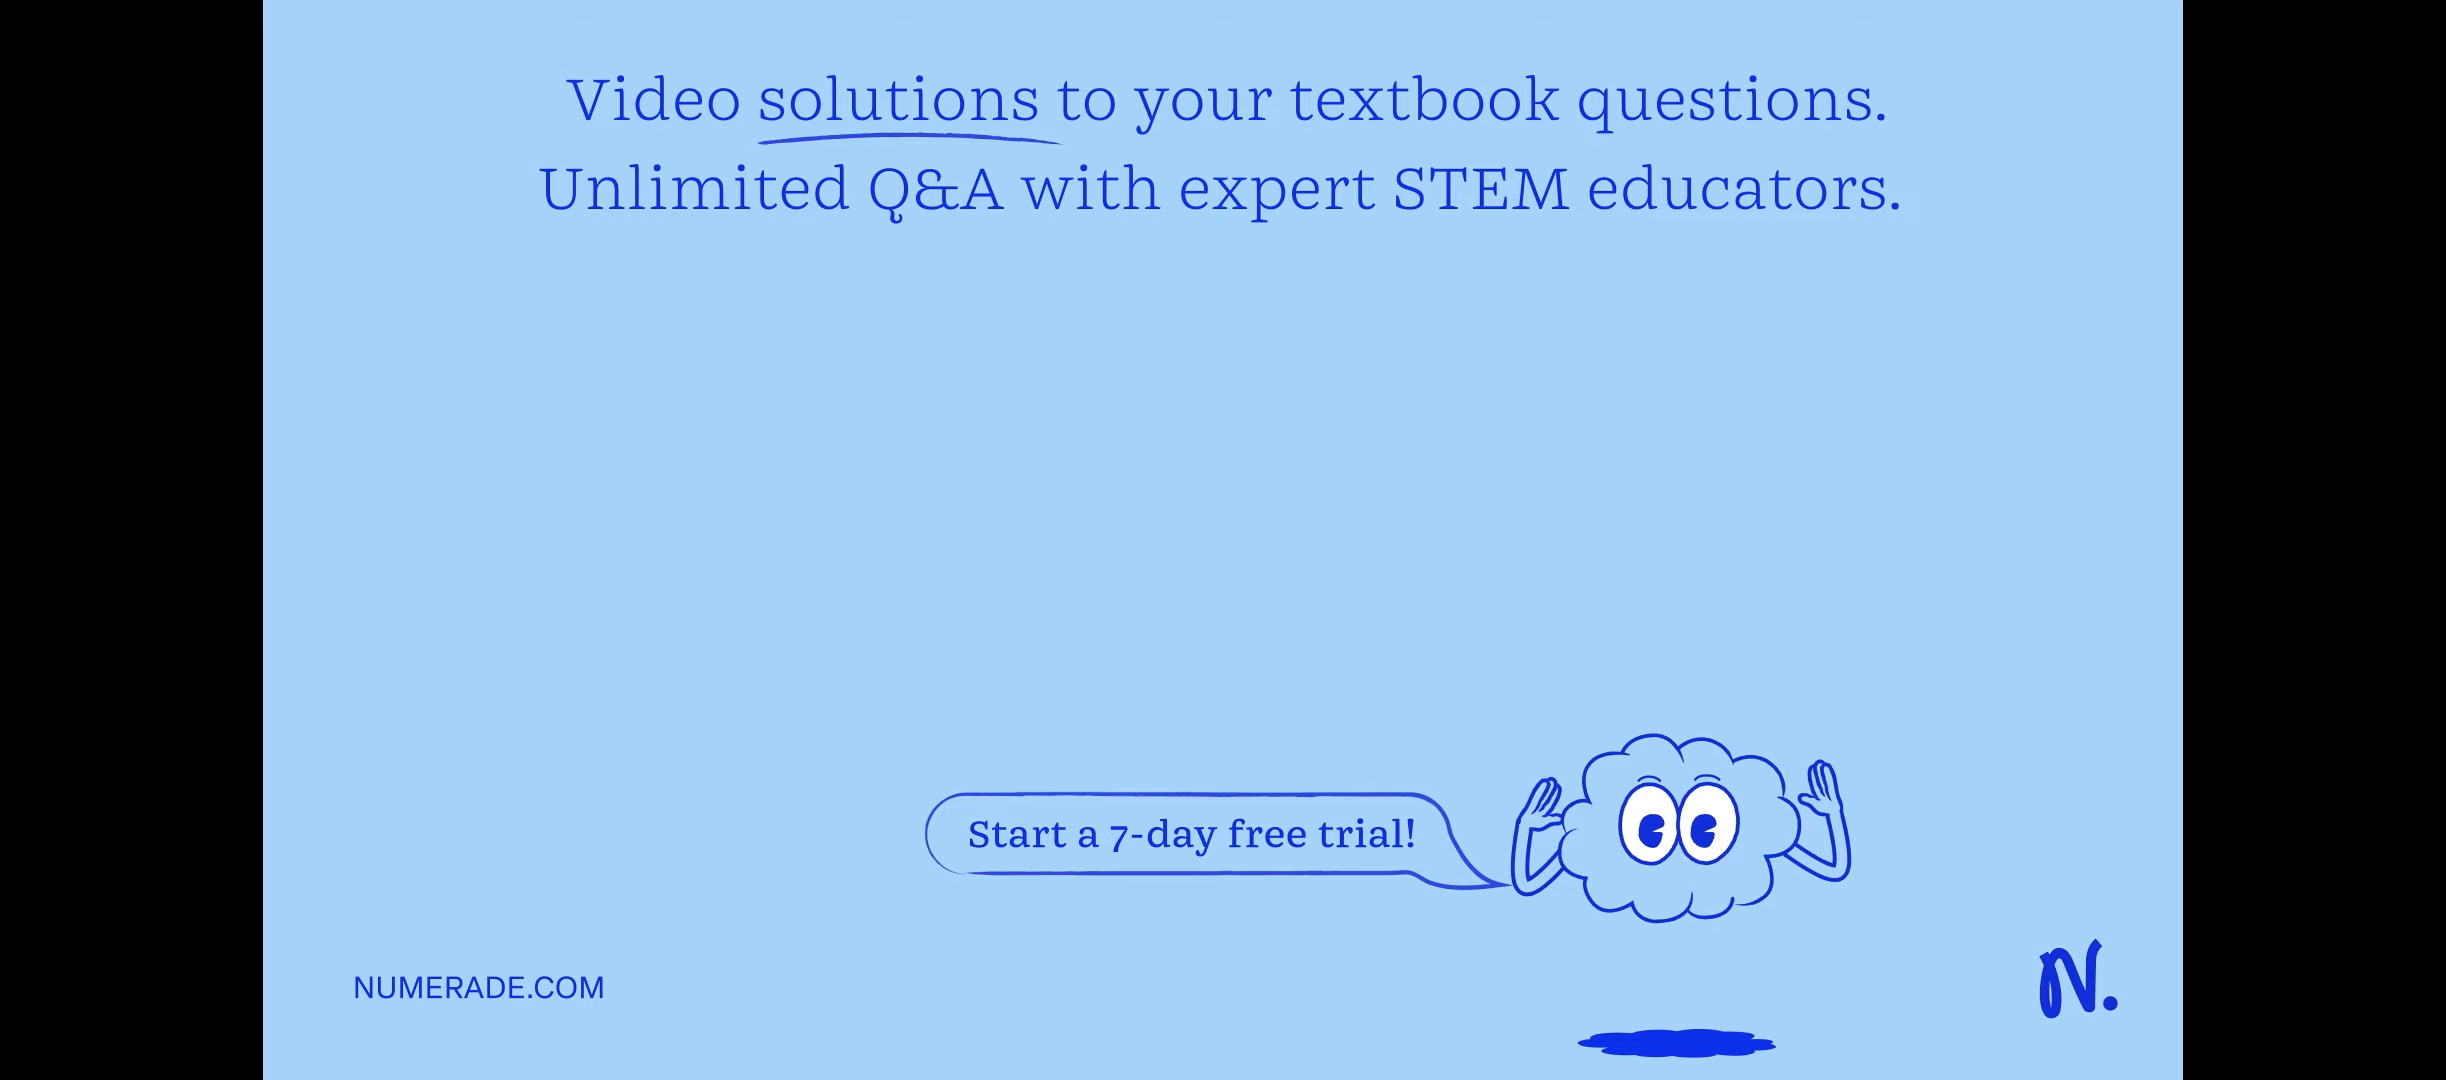 Video solutions to your textbook questions.
Unlimited Q&A with expert STEM educators.
Start a 7-day free trial!
NUMERADE.COM
N.